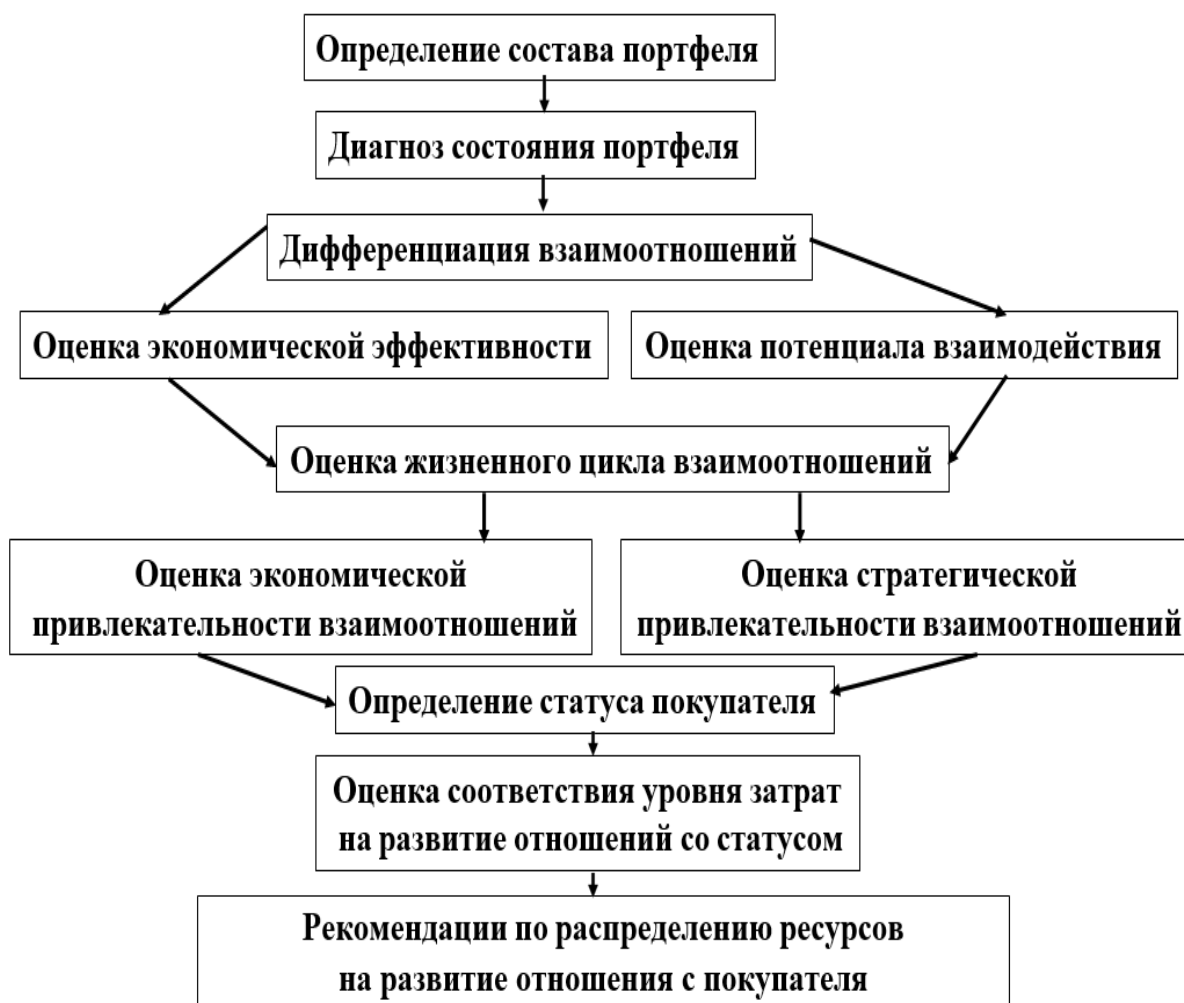 Определение состава портфеля
Диагноз состояния портфеля
Дифференциация взаимоотношений
Оценка экономической эффективности
Оценка потенциала взаимодействия
Оценка жизненного цикла взаимоотношений
Оценка экономической
привлекательности взаимоотношений
Оценка стратегической
привлекательности взаимоотношений
Определение статуса покупателя
Оценка соответствия уровня затрат
на развитие отношений со статусом
Рекомендации по распределению ресурсов
на развитие отношения с покупателя